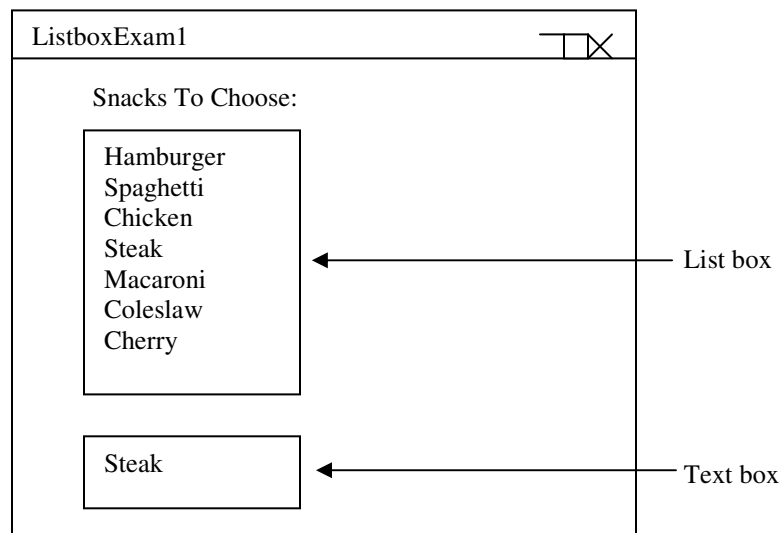 ListboxExam1
Snacks To Choose:
Hamburger
Spaghetti
Chicken
Steak
Macaroni
Coleslaw
Cherry
List box
Steak
Text box